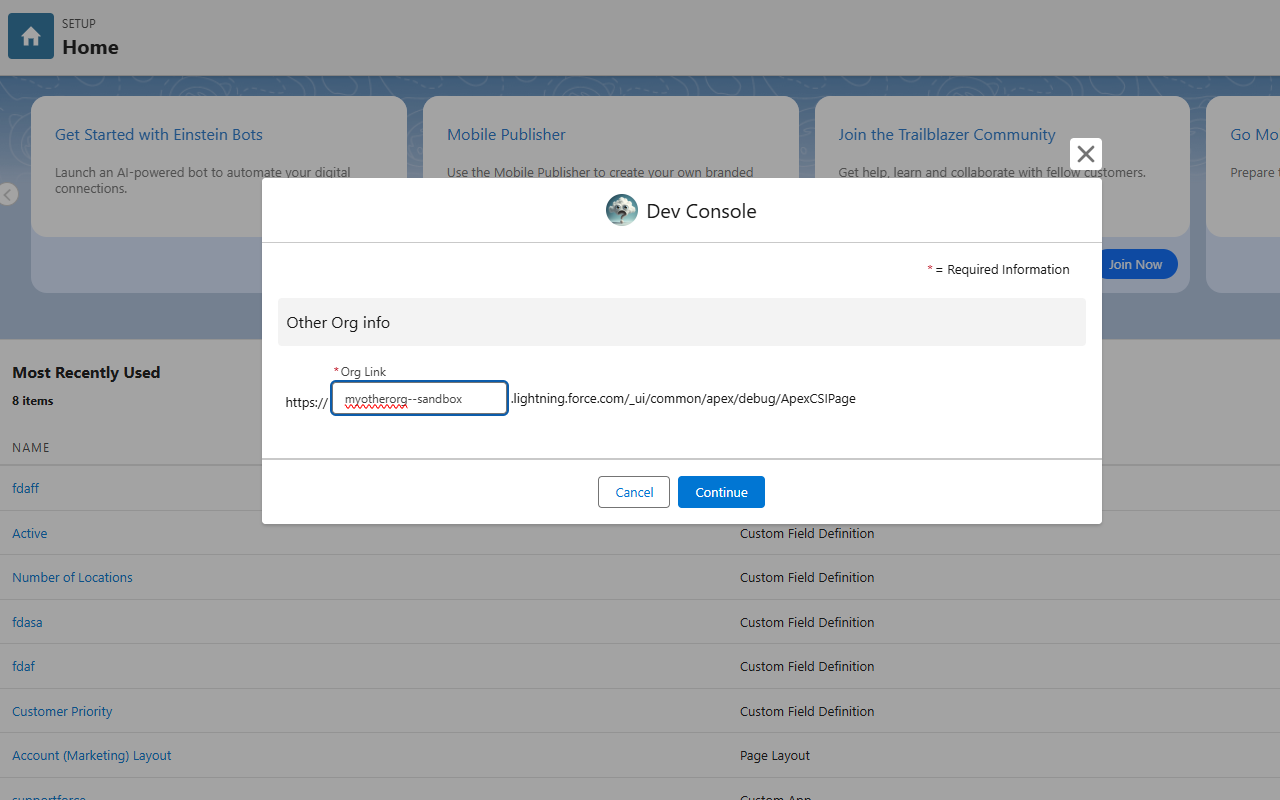 SETUP
Home
Get Started with Einstein Bots
Launch an AI-powered bot to automate your digital
connections.
Mobile Publisher
Use the Mobile Publisher to create your own branded
Join the Trailblazer Community
Get help, learn and collaborate with fellow customers.
Join Now
Go Mo
Prepare
Dev Console
* = Required Information
Other Org info
*Org Link
https:// myotherorg--sandbox .lightning.force.com/_ui/common/apex/debug/ApexCSIPage
Cancel
Continue
Most Recently Used
8 items
NAME
fdaff
Active Custom Field Definition
Number of Locations Custom Field Definition
fdasa Custom Field Definition
fdaf Custom Field Definition
Customer Priority Custom Field Definition
Account (Marketing) Layout Page Layout
supportforce Custom App